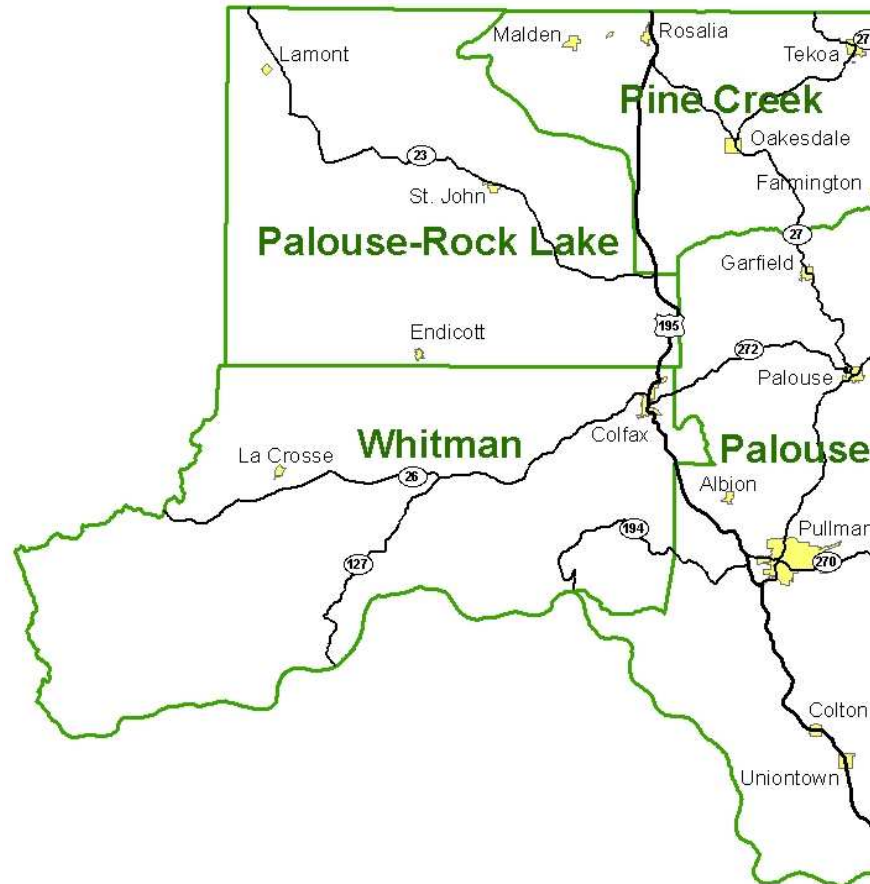 Malden
Rosalia
27
Lamont
Tekoa
Pine Creek
Oakesdale
23
St. John
Farmington
Palouse-Rock Lake
27
Garfield
195
Endicott
272
Palouse
Colfax
Whitman
Palouse
La Crosse
26
Albion
194
Pullman
127
270
Colton
Uniontown